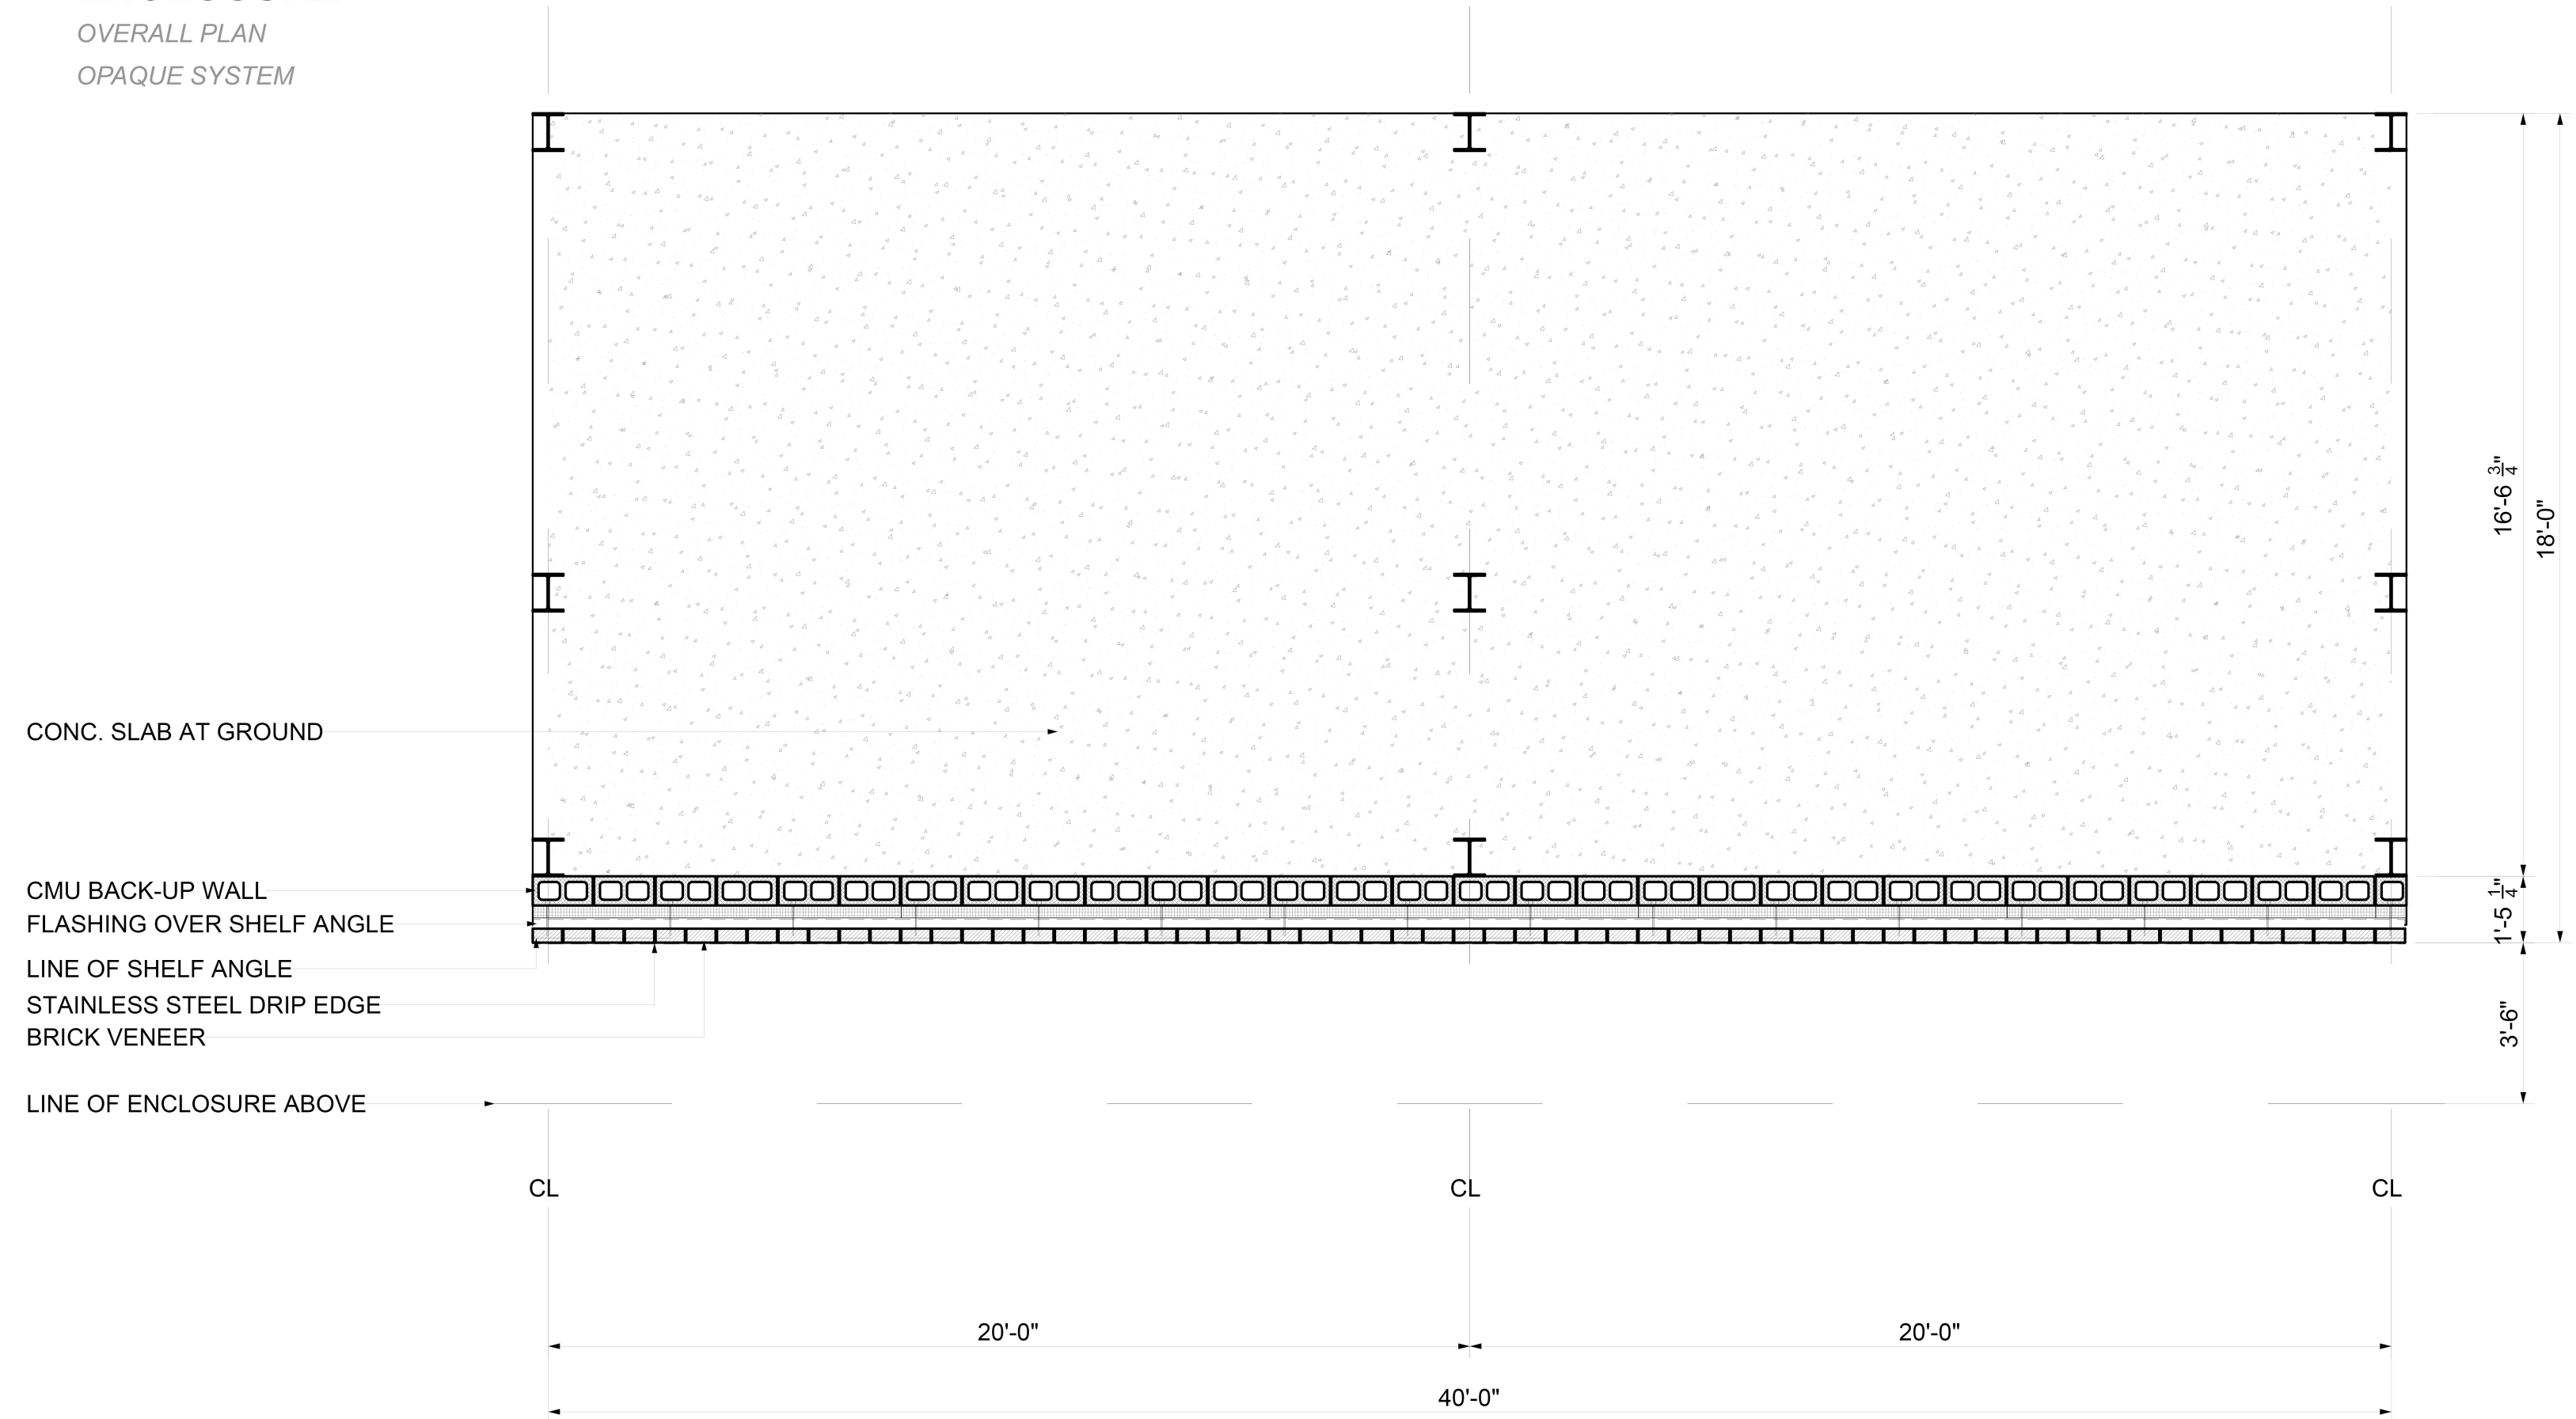 OVERALL PLAN
OPAQUE SYSTEM
16'-6 3/4"
18'-0"
CONC. SLAB AT GROUND
CMU BACK-UP WALL
FLASHING OVER SHELF ANGLE
1'-5 1/4"
LINE OF SHELF ANGLE
STAINLESS STEEL DRIP EDGE
BRICK VENEER
3'-6"
LINE OF ENCLOSURE ABOVE
CL CL CL
20'-0" 20'-0"
40'-0"